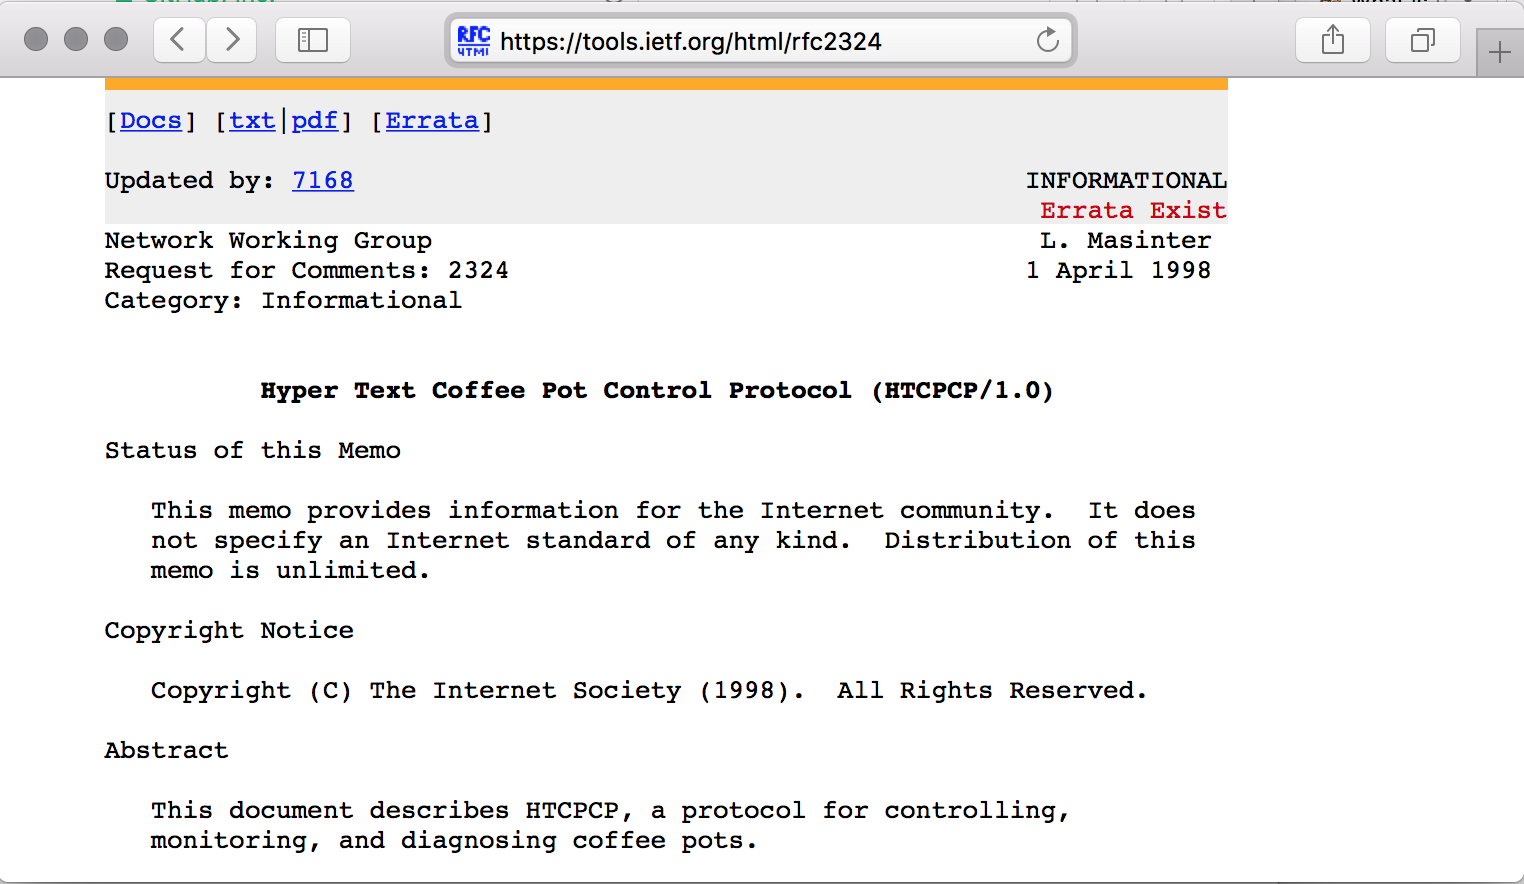 RFC
HTML
https://tools.ietf.org/html/rfc2324
[Docs] [txt|pdf] [Errata]
Updated by: 7168 INFORMATIONAL
Errata Exist
Network Working Group L. Masinter
Request for Comments: 2324 1 April 1998
Category: Informational
Hyper Text Coffee Pot Control Protocol (HTCPCP/1.0)
Status of this Memo
This memo provides information for the Internet community. It does
not specify an Internet standard of any kind. Distribution of this
memo is unlimited.
Copyright Notice
Copyright (C) The Internet Society (1998). All Rights Reserved.
Abstract
This document describes HTCPCP, a protocol for controlling,
monitoring, and diagnosing coffee pots.